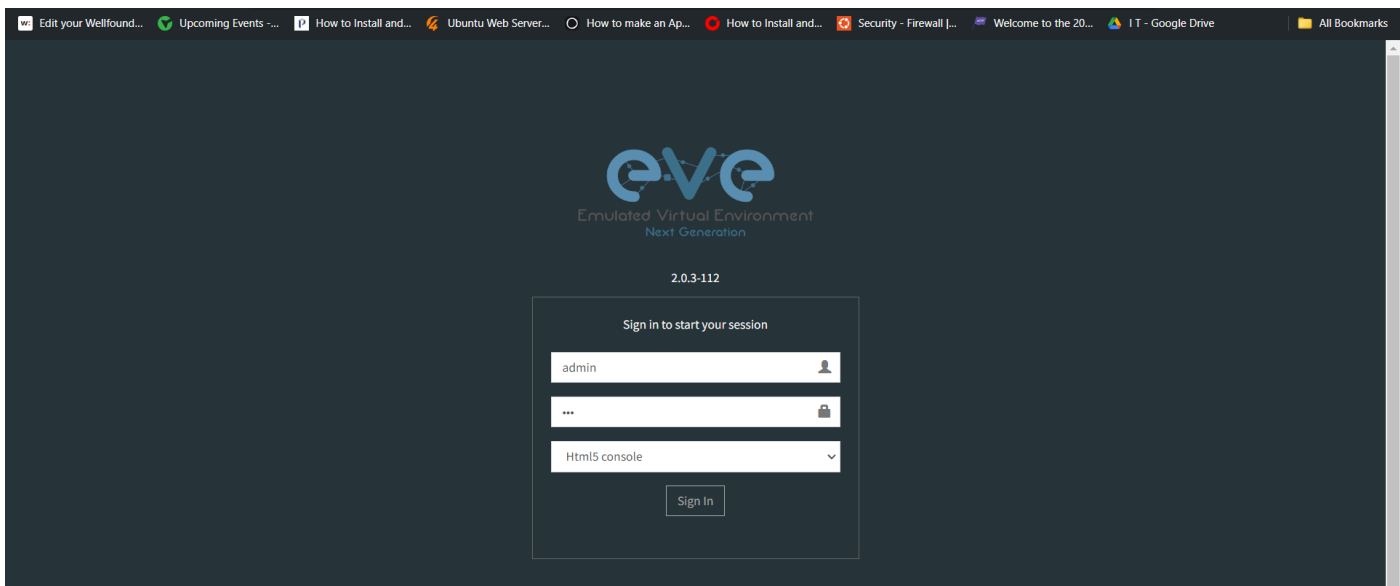 w: Edit your Wellfound... Upcoming Events -... P How to Install and... Ubuntu Web Server... How to make an Ap... How to Install and... Security - Firewall |... Welcome to the 20... I T - Google Drive All Bookmarks
eve
Emulated Virtual Environment
Next Generation
2.0.3-112
Sign in to start your session
admin
•••
Html5 console
Sign In